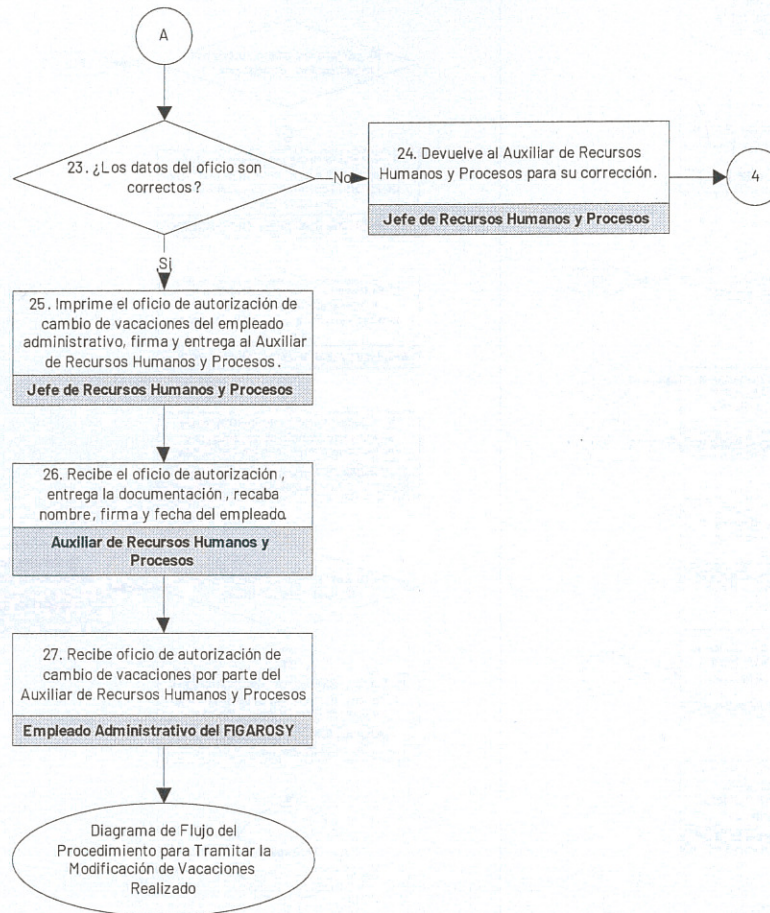 A
23. ¿Los datos del oficio son
correctos?
No
24. Devuelve al Auxiliar de Recursos
Humanos y Procesos para su corrección.
Jefe de Recursos Humanos y Procesos
4
Si
25. Imprime el oficio de autorización de
cambio de vacaciones del empleado
administrativo, firma y entrega al Auxiliar
de Recursos Humanos y Procesos.
Jefe de Recursos Humanos y Procesos
26. Recibe el oficio de autorización,
entrega la documentación, recaba
nombre, firma y fecha del empleado.
Auxiliar de Recursos Humanos y
Procesos
27. Recibe oficio de autorización de
cambio de vacaciones por parte del
Auxiliar de Recursos Humanos y Procesos
Empleado Administrativo del FIGAROSY
Diagrama de Flujo del
Procedimiento para Tramitar la
Modificación de Vacaciones
Realizado